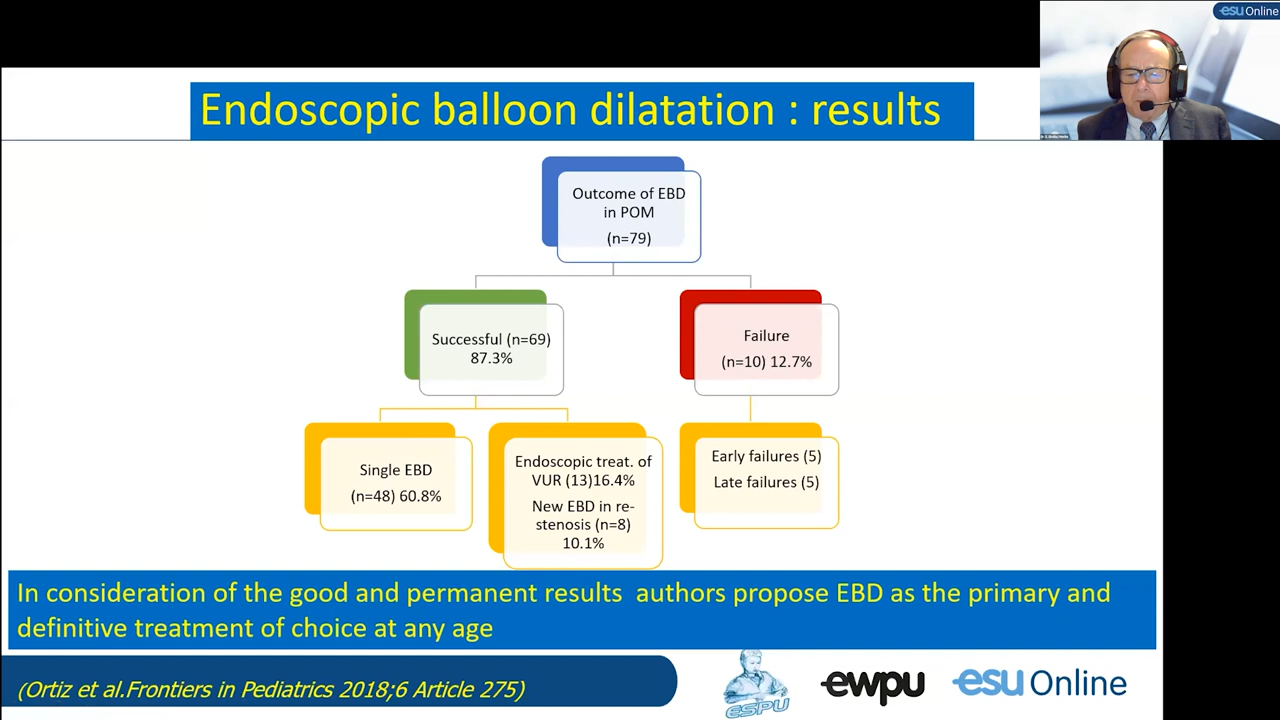 esu Online
Endoscopic balloon dilatation : results
Outcome of EBD
in POM
(n=79)
Successful (n=69)
87.3%
Failure
(n=10) 12.7%
Single EBD
(n=48) 60.8%
Endoscopic treat. of
VUR (13)16.4%
New EBD in re-
stenosis (n=8)
10.1%
Early failures (5)
Late failures (5)
In consideration of the good and permanent results authors propose EBD as the primary and
definitive treatment of choice at any age
(Ortiz et al.Frontiers in Pediatrics 2018;6 Article 275)
ESPU
ewpu
esu Online